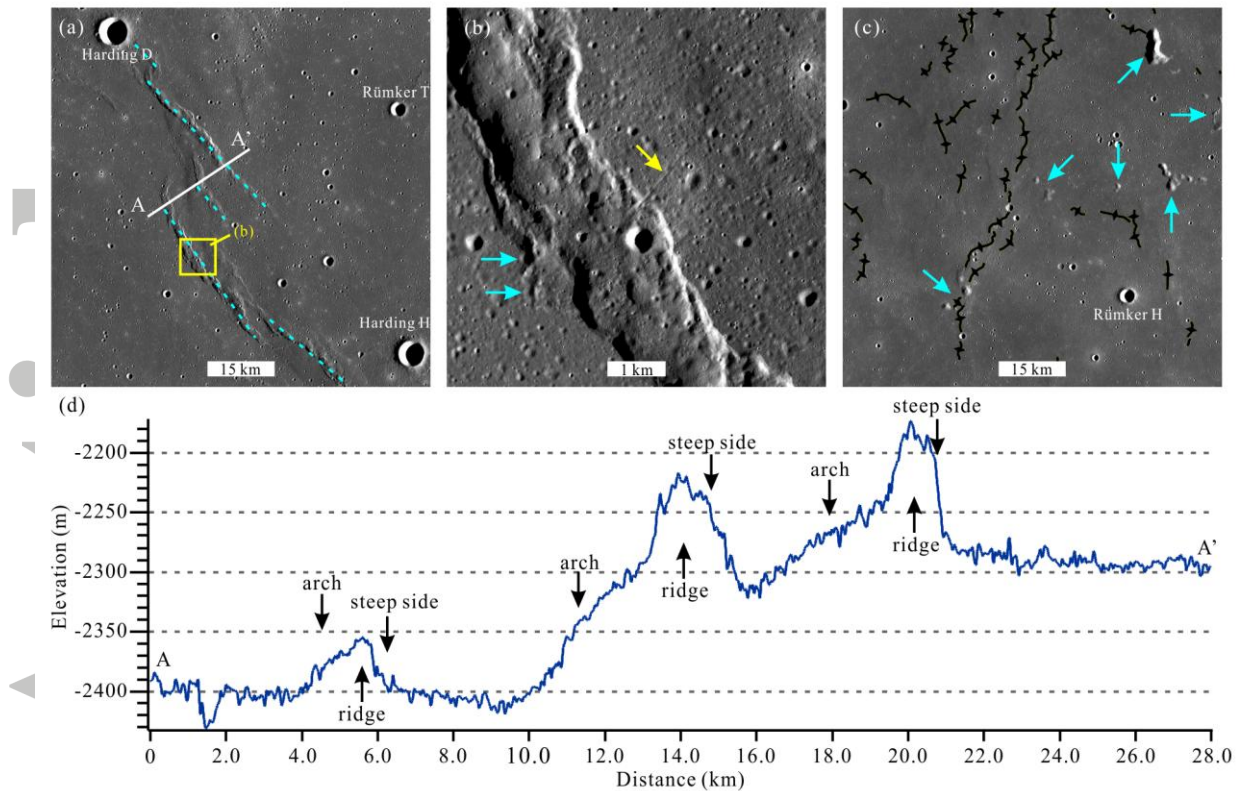 (a)
Harding D
Rümker T
A'
A
(b)
Harding H
15 km
(b)
1 km
(c)
Rümker H
15 km
(d)
steep side
steep side
-2200
arch
Elevation (m)
-2250
arch
ridge
A'
-2300
arch
steep side
ridge
-2350
A
-2400
ridge
0 2.0 4.0 6.0 8.0 10.0 12.0 14.0 16.0 18.0 20.0 22.0 24.0 26.0 28.0
Distance (km)